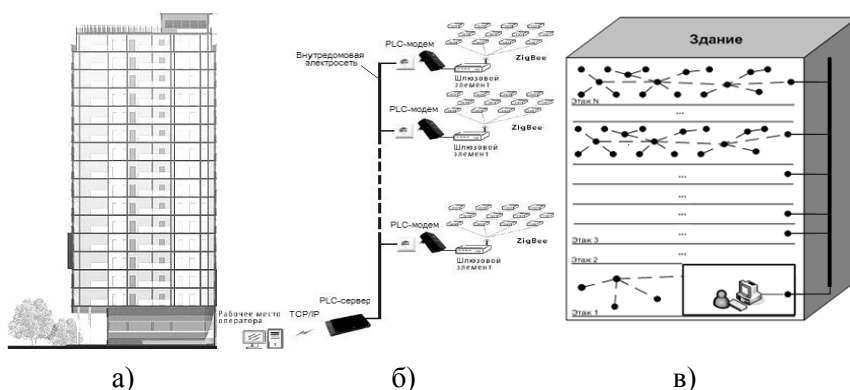 PLC-модем
Внутредомовая
электросеть
ZigBee
Шлюзовой
элемент
PLC-модем
ZigBee
Шлюзовой
элемент
PLC-модем
ZigBee
Шлюзовой
элемент
PLC-сервер
Рабочее место
оператора
TCP/IP
Здание
Этаж N
...
...
...
...
Этаж 3
...
Этаж 2
Этаж 1
а)
б)
в)